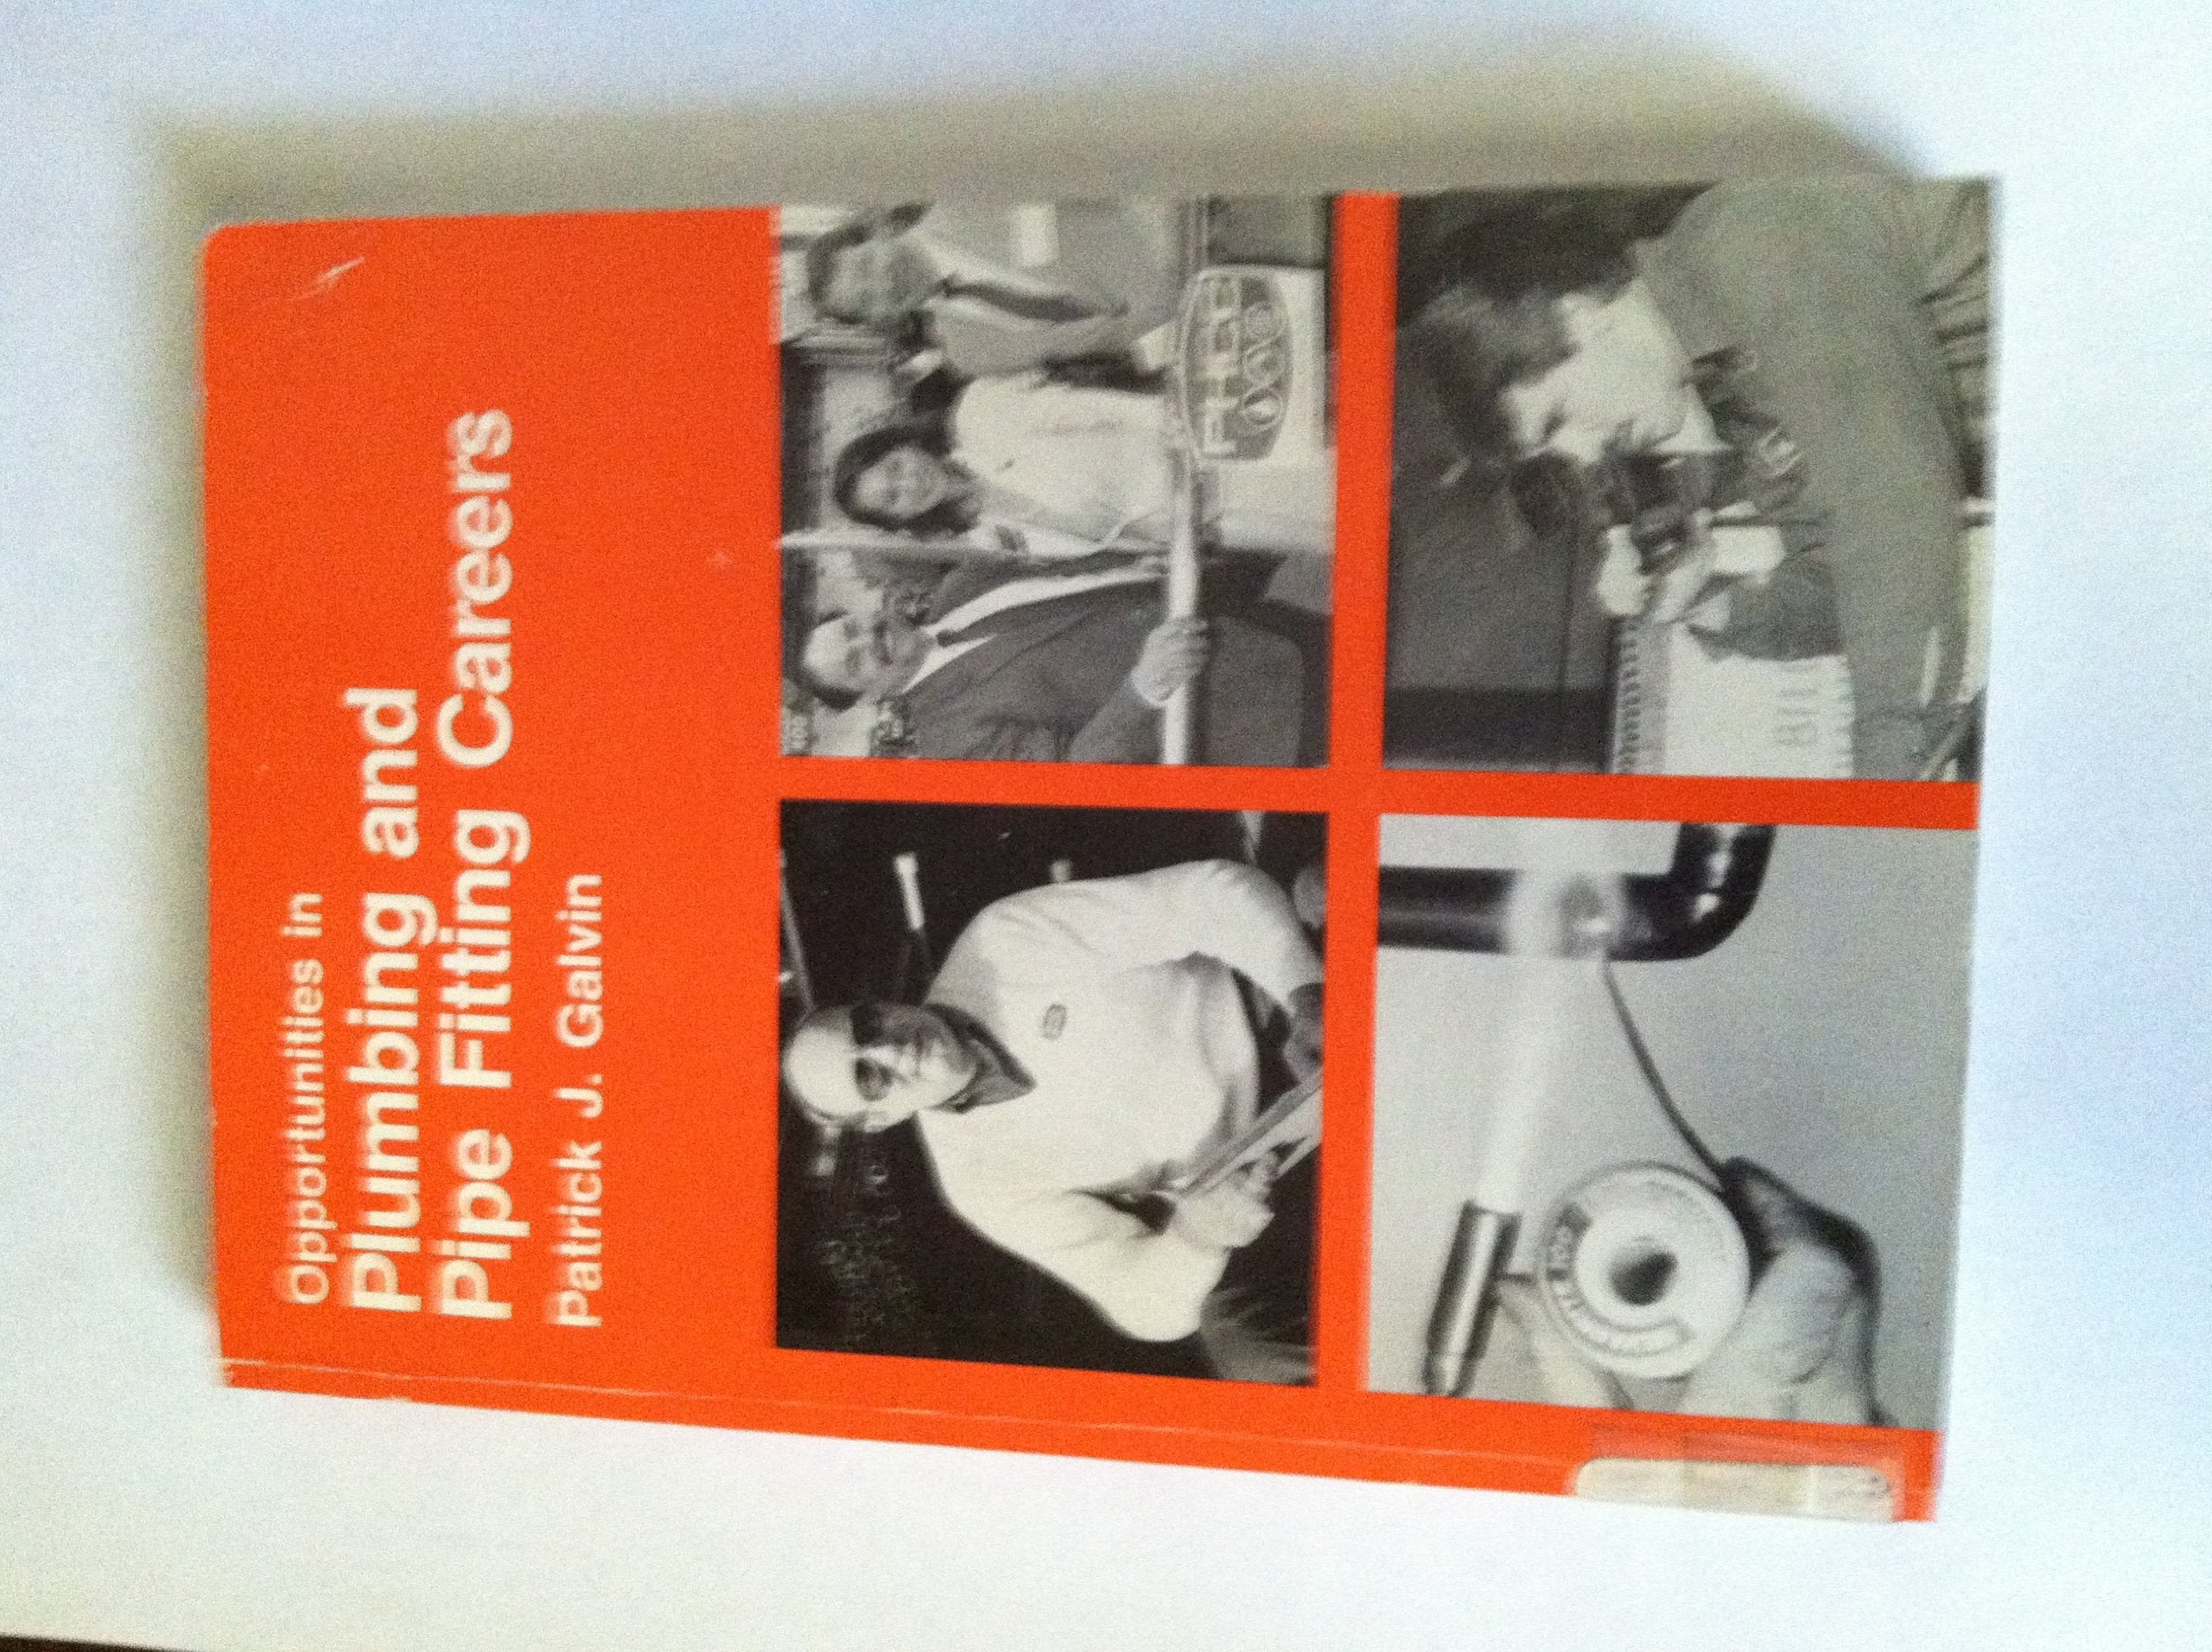 Opportunities in
Plumbing and
Pipe Fitting Careers
Patrick J. Galvin